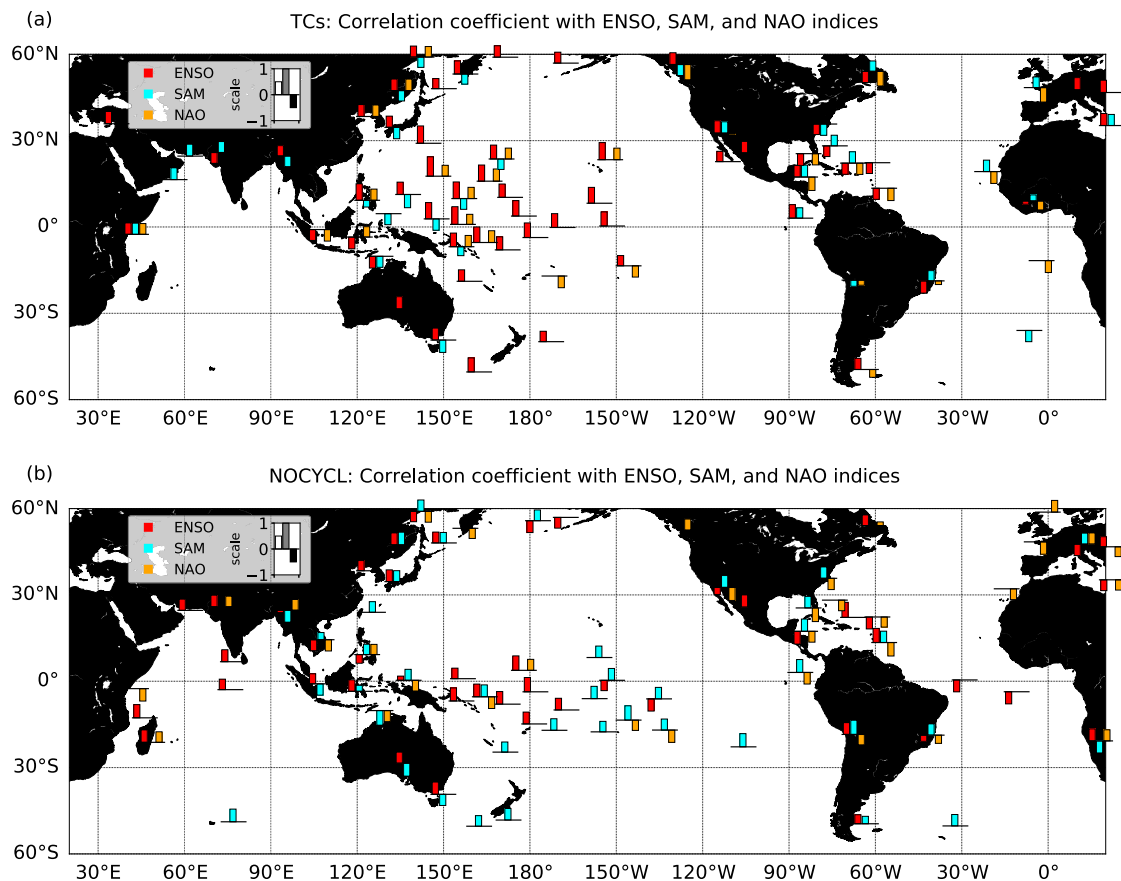 (a)
TCs: Correlation coefficient with ENSO, SAM, and NAO indices
60°N
30°N
0°
30°S
60°S
ENSO
SAM
NAO
scale
1
0
−1
30°E 60°E 90°E 120°E 150°E 180° 150°W 120°W 90°W 60°W 30°W 0°
(b)
NOCYCL: Correlation coefficient with ENSO, SAM, and NAO indices
60°N
30°N
0°
30°S
60°S
ENSO
SAM
NAO
scale
1
0
−1
30°E 60°E 90°E 120°E 150°E 180° 150°W 120°W 90°W 60°W 30°W 0°